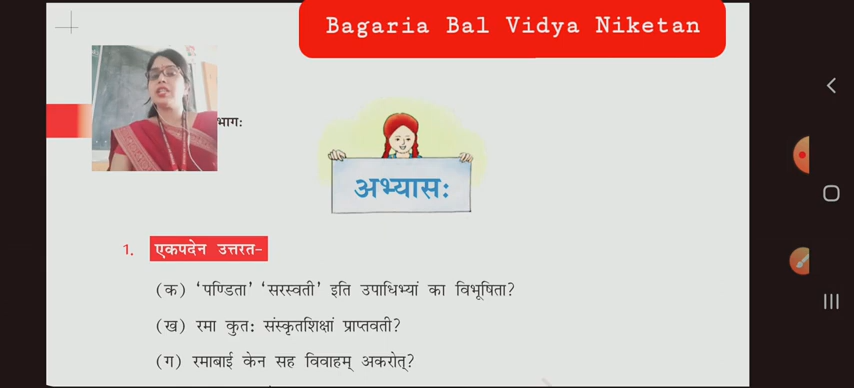 Bagaria Bal Vidya Niketan
भागः
अभ्यासः
1. एकपदेन उत्तरत-
(क) ‘पण्डिता’ ‘सरस्वती’ इति उपाधिभ्यां का विभूषिता?
(ख) रमा कुतः संस्कृतशिक्षां प्राप्तवती?
(ग) रमाबाई केन सह विवाहम् अकरोत्?